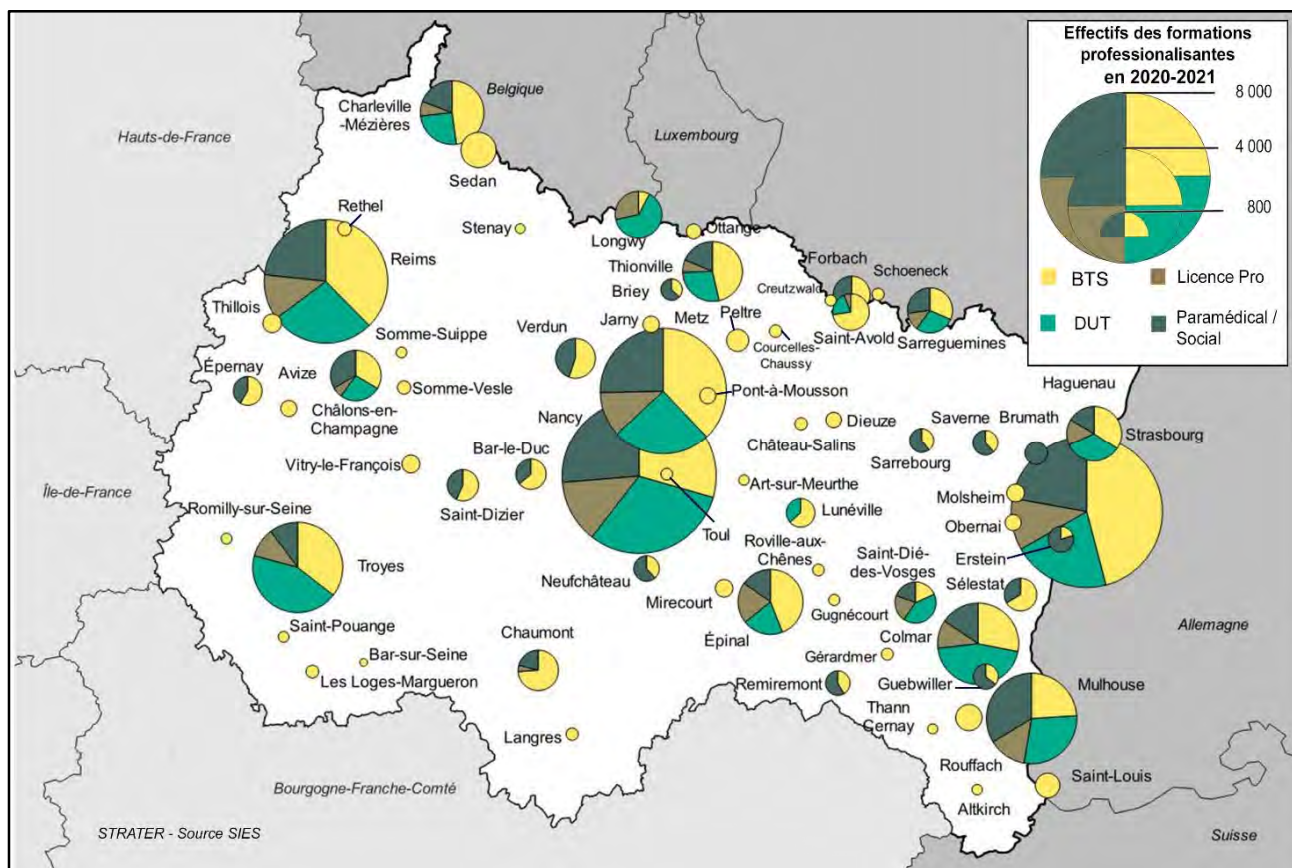 Effectifs des formations
professionalisantes
en 2020-2021
8 000
4 000
800
BTS
Licence Pro
DUT
Paramédical /
Social
Belgique
Hauts-de-France
Luxembourg
Charleville
-Mézières
Sedan
Rethel
Stenay
Longwy
Ottange
Reims
Thionville
Forbach
Schoeneck
Briey
Creutzwald
Thillois
Metz
Peltre
Somme-Suippe
Verdun
Jarny
Saint-Avold
Courcelles-
Chaussy
Sarreguemines
Épernay
Avize
Somme-Vesle
Pont-à-Mousson
Haguenau
Châlons-en-
Champagne
Nancy
Dieuze
Saverne
Brumath
Strasbourg
Château-Salins
Bar-le-Duc
Sarrebourg
Vitry-le-François
Île-de-France
Art-sur-Meurthe
Molsheim
Saint-Dizier
Lunéville
Obernai
Romilly-sur-Seine
Toul
Erstein
Roville-aux-
Chênes
Saint-Dié-
des-Vosges
Troyes
Neufchâteau
Sélestat
Mirecourt
Gugnécourt
Allemagne
Saint-Pouange
Chaumont
Épinal
Colmar
Bar-sur-Seine
Gérardmer
Les Loges-Margueron
Remiremont
Guebwiller
Mulhouse
Thann
Cernay
Langres
Rouffach
Saint-Louis
Bourgogne-Franche-Comté
Altkirch
STRATER - Source SIES
Suisse